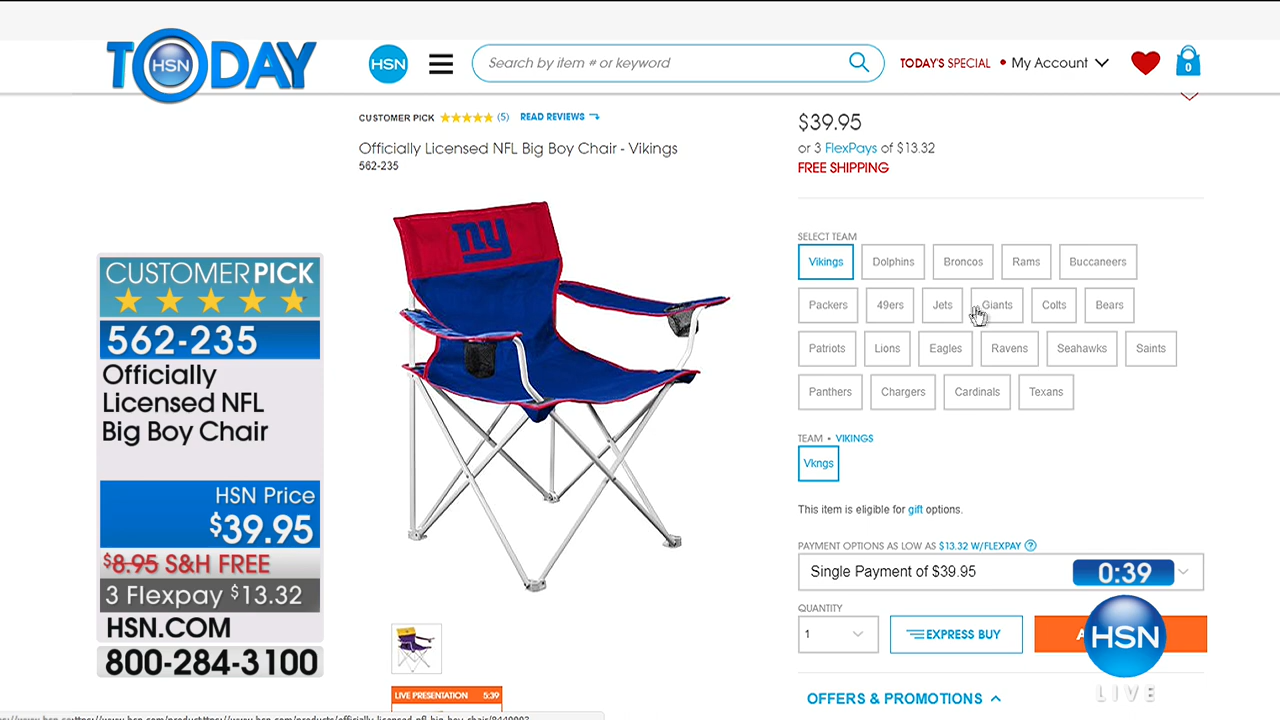 TODAY
HSN
HSN
Search by item # or keyword
TODAY'S SPECIAL • My Account
0
CUSTOMER PICK (5) READ REVIEWS
Officially Licensed NFL Big Boy Chair - Vikings
562-235
$39.95
or 3 FlexPays of $13.32
FREE SHIPPING
SELECT TEAM
Vikings Dolphins Broncos Rams Buccaneers
Packers 49ers Jets Giants Colts Bears
Patriots Lions Eagles Ravens Seahawks Saints
Panthers Chargers Cardinals Texans
TEAM • VIKINGS
Vkngs
This item is eligible for gift options.
PAYMENT OPTIONS AS LOW AS $13.32 W/FLEXPAY ?
Single Payment of $39.95
0:39
QUANTITY
1
EXPRESS BUY
A
HSN
LIVE
OFFERS & PROMOTIONS
ny
LIVE PRESENTATION 5:39
CUSTOMER PICK
562-235
Officially
Licensed NFL
Big Boy Chair
HSN Price
$39.95
$8.95 S&H FREE
3 Flexpay $13.32
HSN.COM
800-284-3100